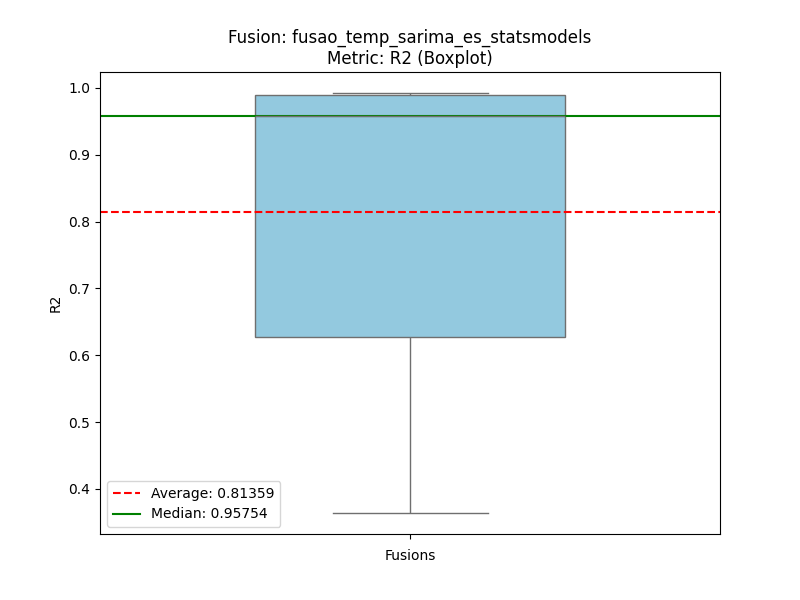 Fusion: fusao_temp_sarima_es_statsmodels
Metric: R2 (Boxplot)
1.0
0.9
0.8
0.7
0.6
0.5
0.4
R2
Average: 0.81359
Median: 0.95754
Fusions